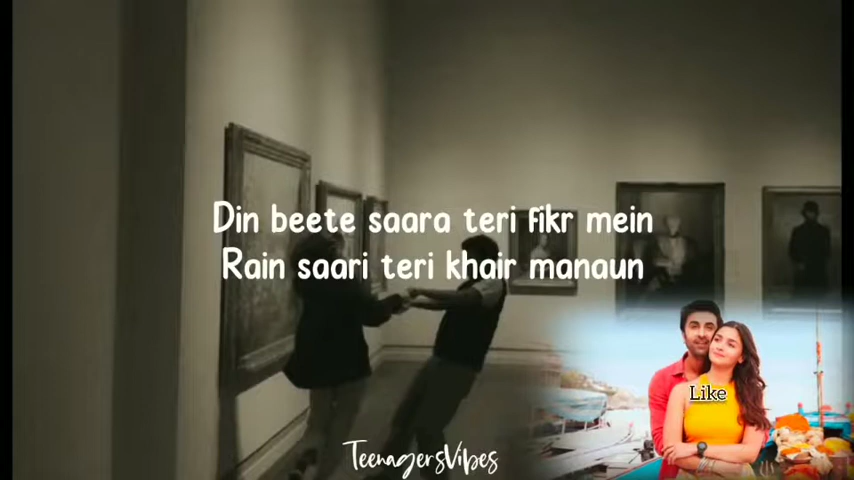 Din beete saara teri fikr mein
Rain saari teri khair manaun
Like
TeenagersVibes